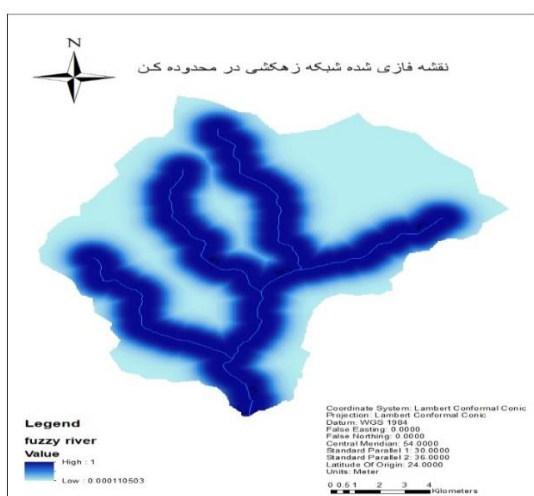 N
نقشه فازی شده شبکه زهکشی در محدوده کن
Legend
fuzzy river
Value
High : 1
Low : 0.000110503
Coordinate System: Lambert Conformal Conic
Projection: Lambert Conformal Conic
Datum: WGS 1984
False Easting: 0.0000
False Northing: 0.0000
Central Meridian: 54.0000
Standard Parallel 1: 30.0000
Standard Parallel 2: 36.0000
Latitude Of Origin: 24.0000
Units: Meter
0 0.5 1 2 3 4
Kilometers